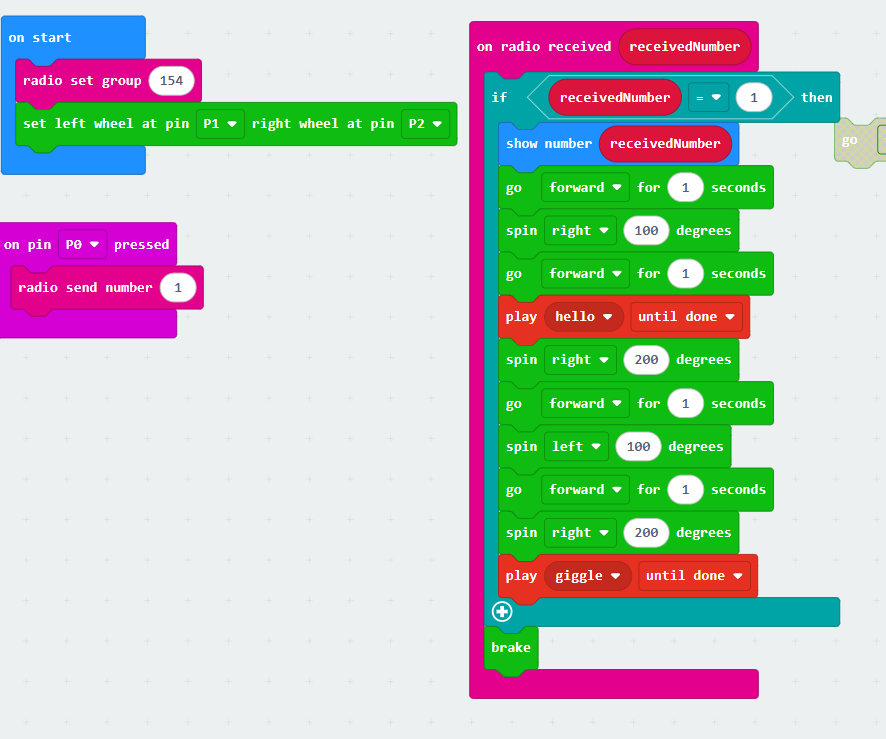 on start
radio set group 154
set left wheel at pin P1 right wheel at pin P2
on pin P0 pressed
radio send number 1
on radio received receivedNumber
if receivedNumber = 1 then
go
show number receivedNumber
go forward for 1 seconds
spin right 100 degrees
go forward for 1 seconds
play hello until done
spin right 200 degrees
go forward for 1 seconds
spin left 100 degrees
go forward for 1 seconds
spin right 200 degrees
play giggle until done
brake